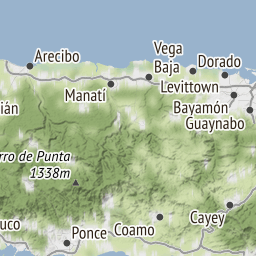 Arecibo
Vega
Baja
Dorado
Manatí
Levittown
Bayamón
Guaynabo
ián
rro de Punta
1338m
Cayey
Coamo
uco
Ponce